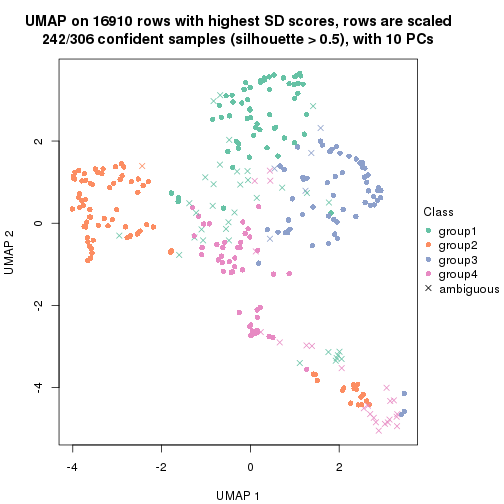 UMAP on 16910 rows with highest SD scores, rows are scaled
242/306 confident samples (silhouette > 0.5), with 10 PCs
2
0
-2
-4
UMAP 2
-4
-2
0
2
UMAP 1
Class
group1
group2
group3
group4
ambiguous